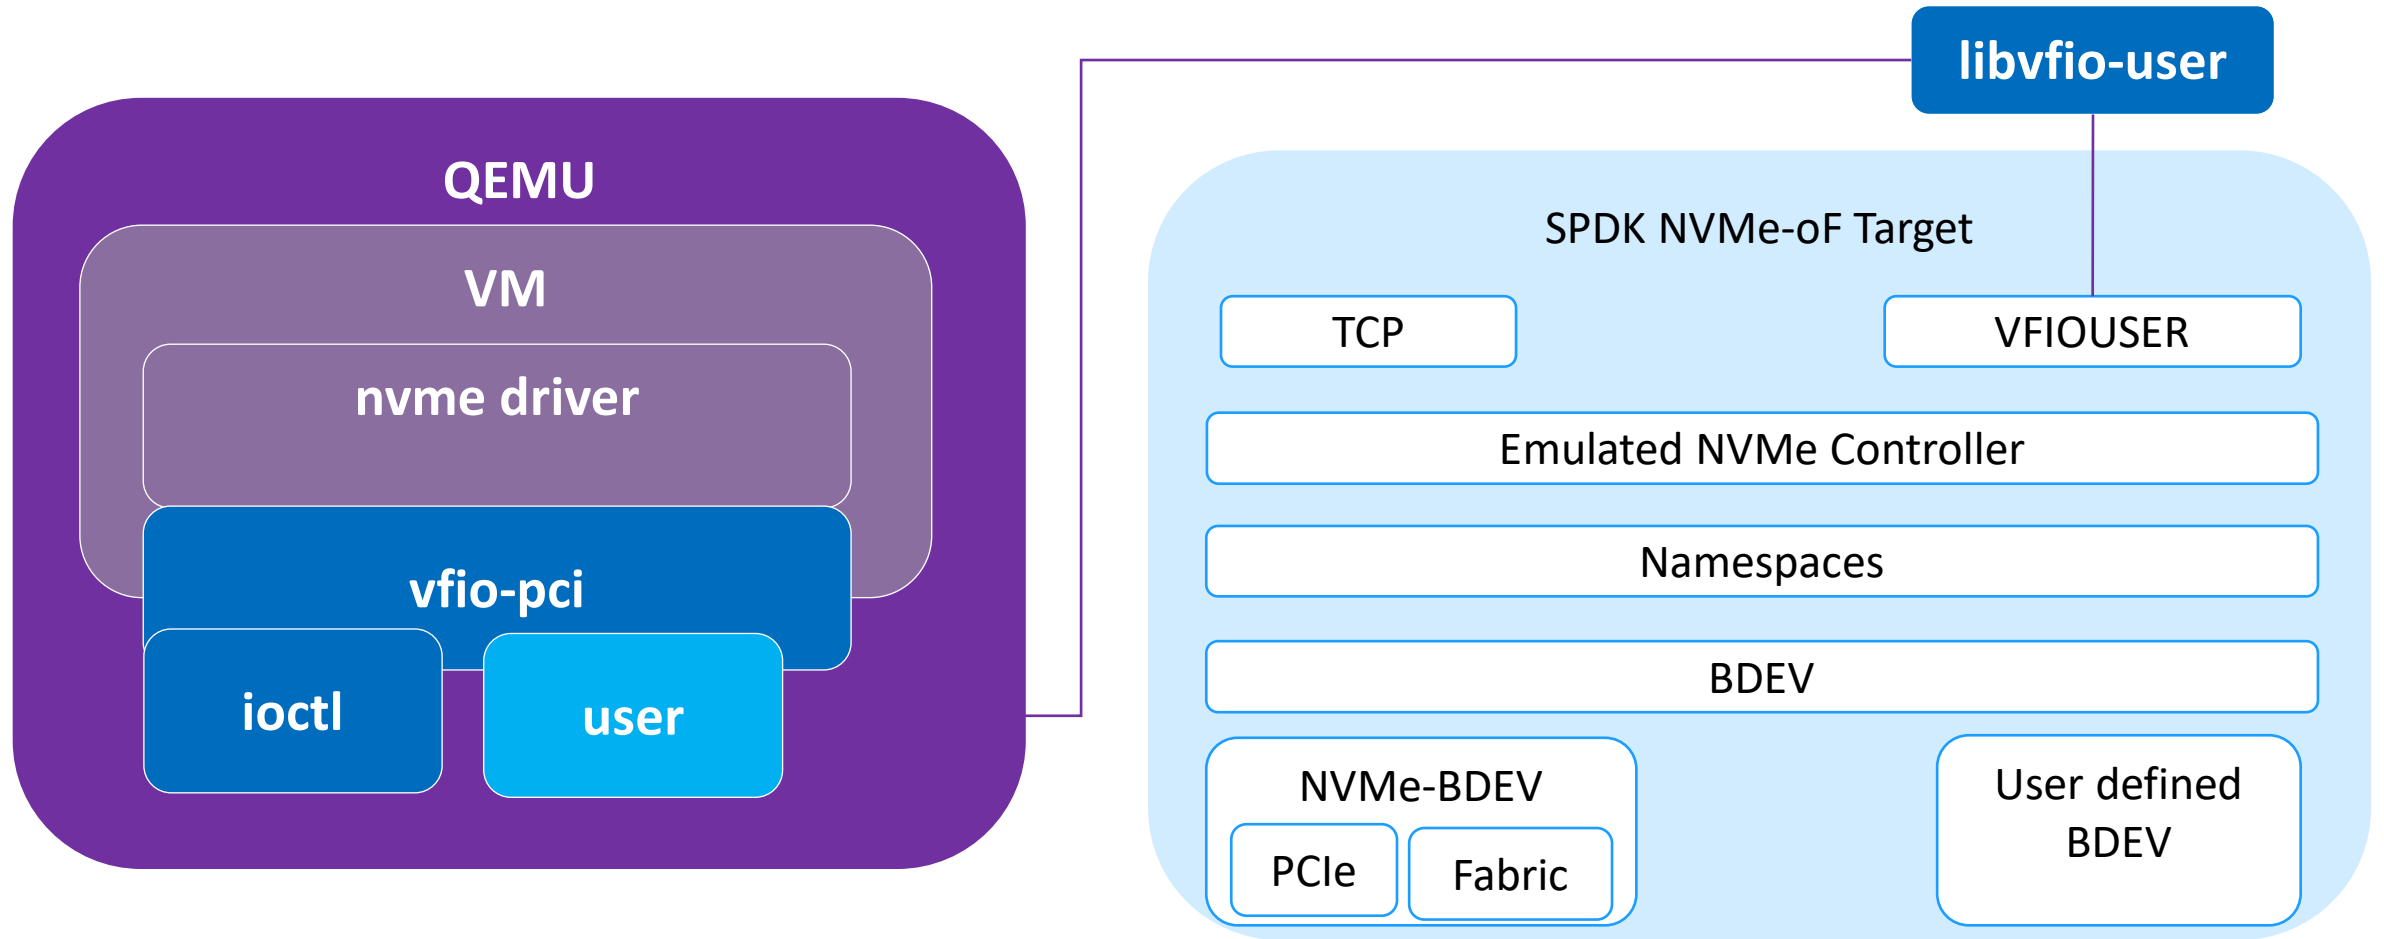 libvfio-user
QEMU
VM
nvme driver
vfio-pci
ioctl
user
SPDK NVMe-oF Target
TCP
VFIOUSER
Emulated NVMe Controller
Namespaces
BDEV
NVMe-BDEV
PCIe
Fabric
User defined
BDEV